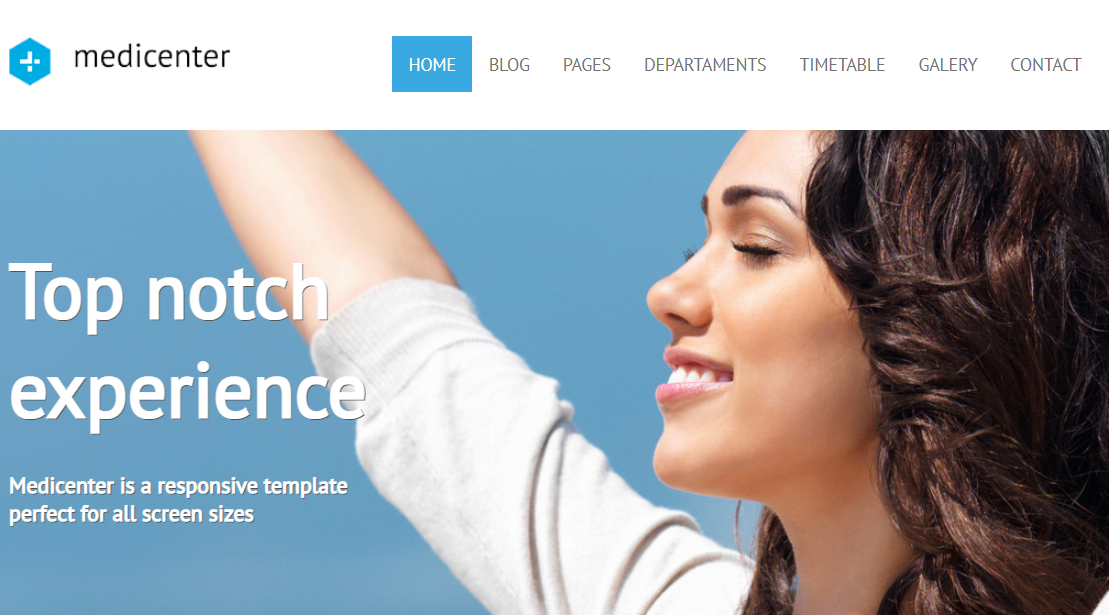 medicenter
HOME BLOG PAGES DEPARTAMENTS TIMETABLE GALERY CONTACT
Top notch
experience
Medicenter is a responsive template
perfect for all screen sizes